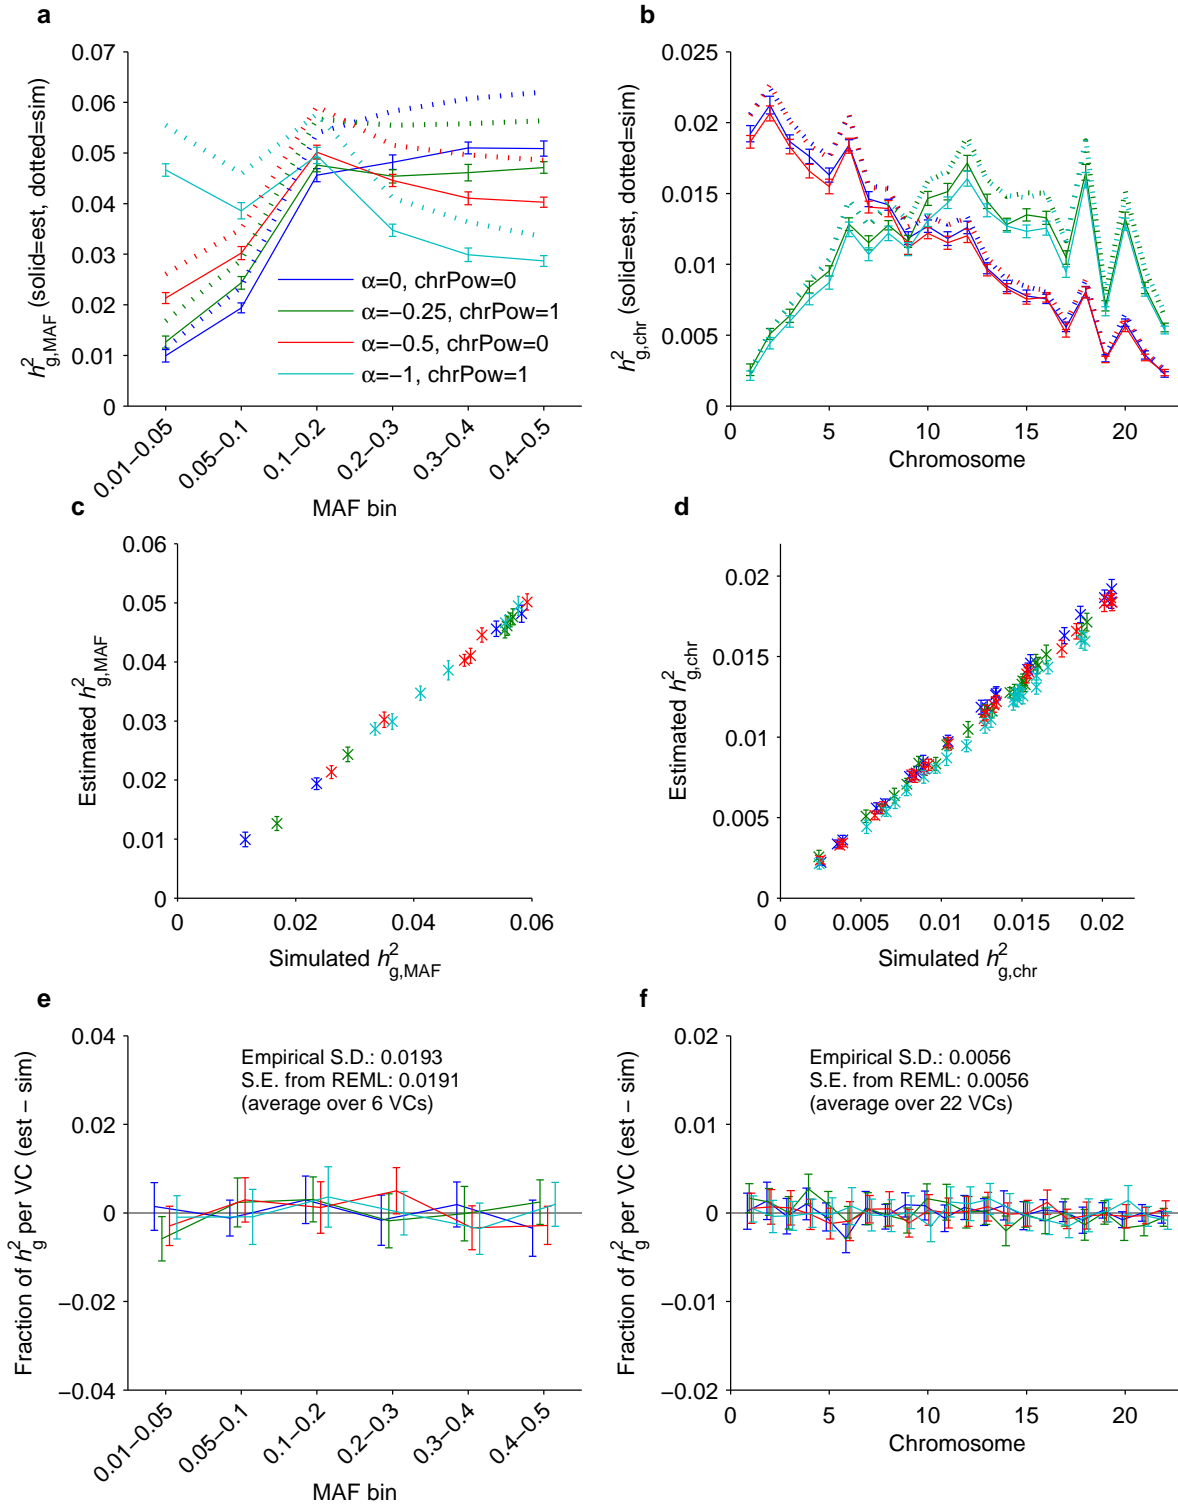 a
0.07
0.06
0.05
0.04
0.03
0.02
0.01
0
h²g,MAF (solid=est, dotted=sim)
α=0, chrPow=0
α=−0.25, chrPow=1
α=−0.5, chrPow=0
α=−1, chrPow=1
0.01−0.05
0.05−0.1
0.1−0.2
0.2−0.3
0.3−0.4
0.4−0.5
MAF bin
b
0.025
0.02
0.015
0.01
0.005
0
h²g,chr (solid=est, dotted=sim)
0 5 10 15 20
Chromosome
c
0.06
0.05
0.04
0.03
0.02
0.01
0
Estimated h²g,MAF
0 0.02 0.04 0.06
Simulated h²g,MAF
d
0.02
0.015
0.01
0.005
0
Estimated h²g,chr
0 0.005 0.01 0.015 0.02
Simulated h²g,chr
e
0.04
0.02
0
−0.02
−0.04
Fraction of h²g per VC (est − sim)
Empirical S.D.: 0.0193
S.E. from REML: 0.0191
(average over 6 VCs)
0.01−0.05
0.05−0.1
0.1−0.2
0.2−0.3
0.3−0.4
0.4−0.5
MAF bin
f
0.02
0.01
0
−0.01
−0.02
Fraction of h²g per VC (est − sim)
Empirical S.D.: 0.0056
S.E. from REML: 0.0056
(average over 22 VCs)
0 5 10 15 20
Chromosome